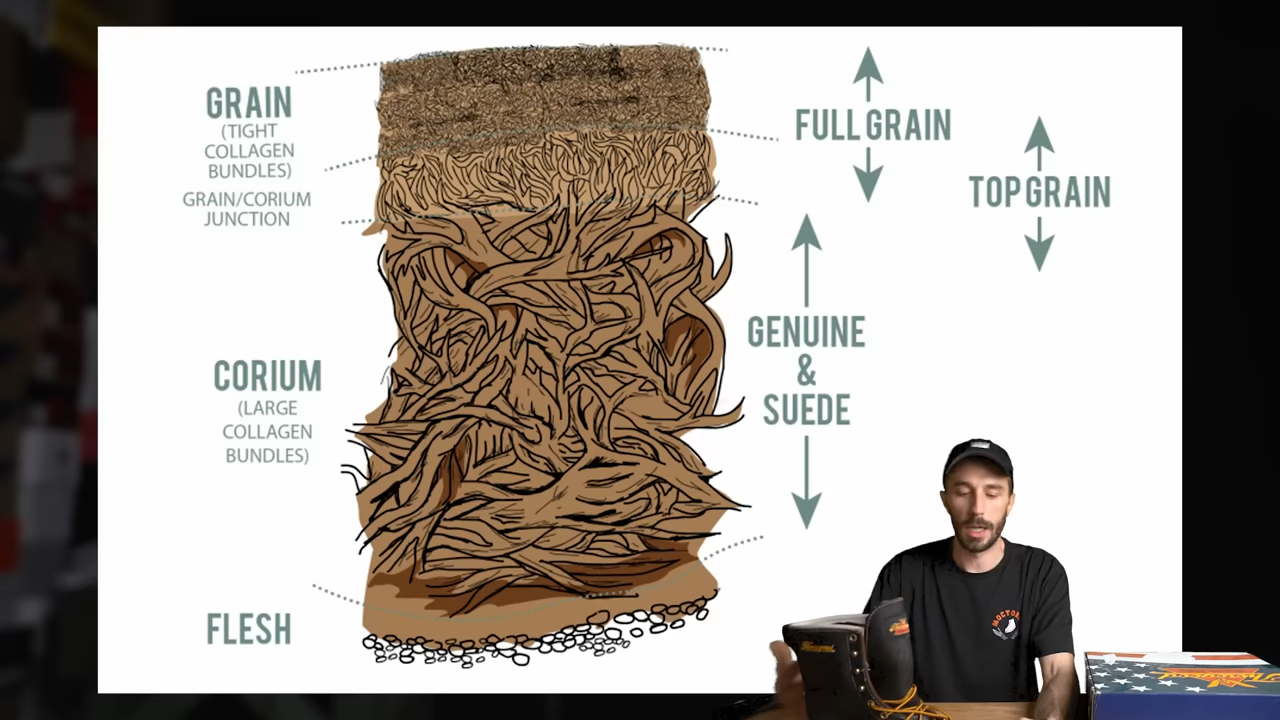 GRAIN
(TIGHT
COLLAGEN
BUNDLES)
GRAIN/CORIUM
JUNCTION
CORIUM
(LARGE
COLLAGEN
BUNDLES)
FLESH
FULL GRAIN
TOP GRAIN
GENUINE
&
SUEDE